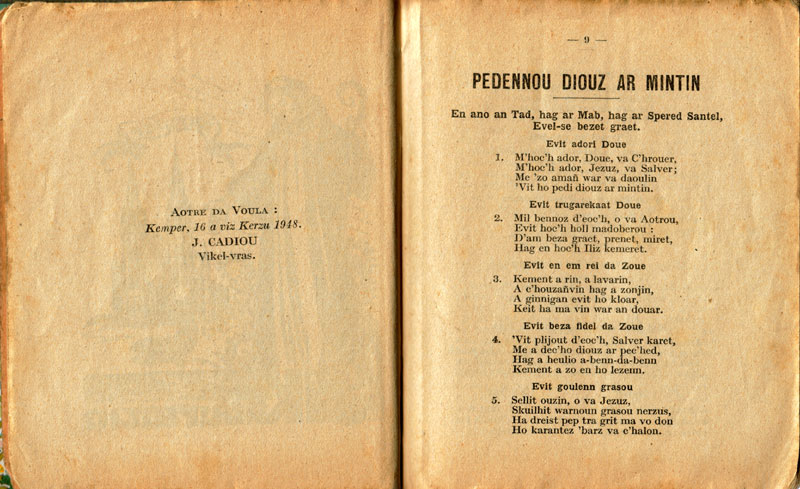 Aotre da Voula :
Kemper, 16 a viz Kerzu 1948.
J. CADIOU
Vikel-vras.
— 9 —
PEDENNOU DIOUZ AR MINTIN
En ano an Tad, hag ar Mab, hag ar Spered Santel,
Evel-se bezet graet.
Evit adori Doue
1. M'hoc'h ador, Doue, va C'hrouer,
M'hoc'h ador, Jezuz, va Salver;
Me 'zo amañ war va daoulin
'Vit ho pedi diouz ar mintin.
Evit trugarekaat Doue
2. Mil bennoz d'eoc'h, o va Aotrou,
Evit hoc'h holl madoberou :
D'am beza graet, prenet, miret,
Hag en hoc'h Iliz kemeret.
Evit en em rei da Zoue
3. Kement a rin, a lavarin,
A c'houzañvin hag a zonjin,
A ginnigan evit ho kloar,
Keit ha ma vin war an douar.
Evit beza fidel da Zoue
4. 'Vit plijout d'eoc'h, Salver karet,
Me a dec'ho diouz ar pec'hed,
Hag a heulio a-benn-da-benn
Kement a zo en ho lezenn.
Evit goulenn grasou
5. Sellit ouzin, o va Jezuz,
Skuilhit warnoun grasou nerzus,
Ha dreist pep tra grit ma vo don
Ho karantez 'barz va c'halon.